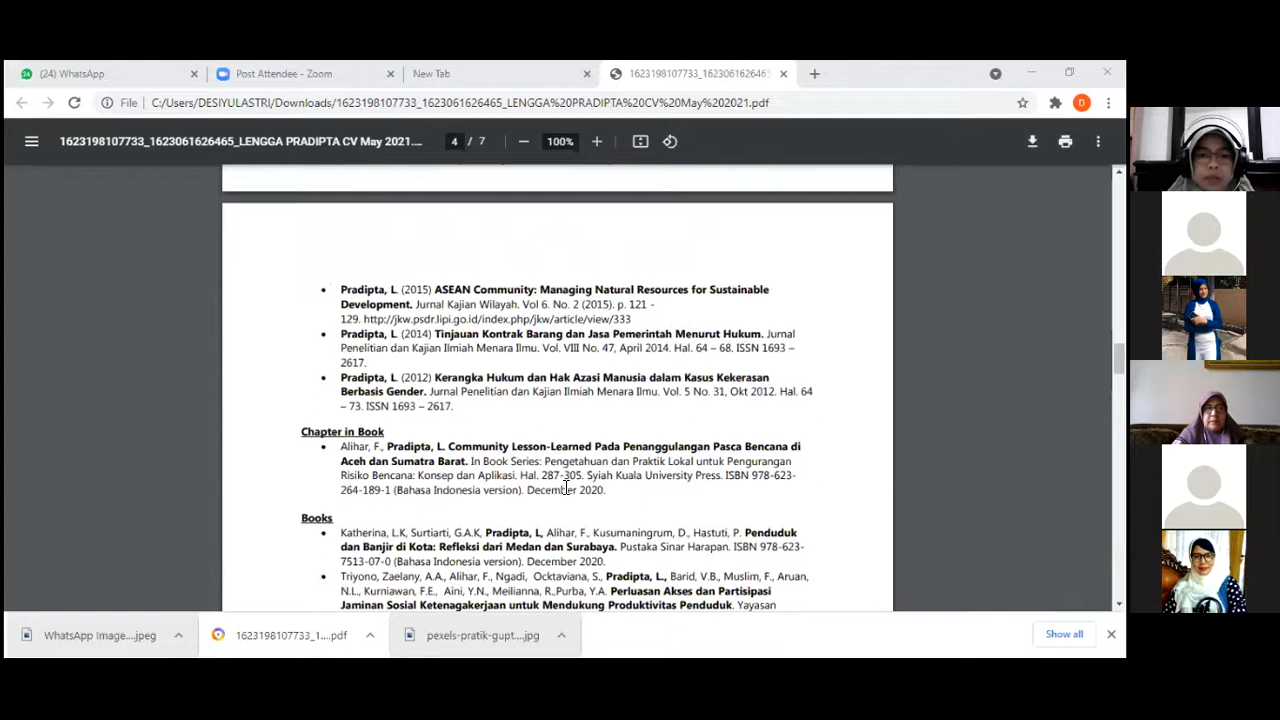 (24) WhatsApp
Post Attendee - Zoom
New Tab
1623198107733_1623061626465
File
C:/Users/DESIYULASTRI/Downloads/1623198107733_1623061626465_LENGGA%20PRADIPTA%20CV%20May%202021.pdf
D
1623198107733_1623061626465_LENGGA PRADIPTA CV May 2021....
4 / 7
100%
• Pradipta, L. (2015) ASEAN Community: Managing Natural Resources for Sustainable
Development. Jurnal Kajian Wilayah. Vol 6. No. 2 (2015). p. 121 -
129. http://jkw.psdr.lipi.go.id/index.php/jkw/article/view/333
• Pradipta, L. (2014) Tinjauan Kontrak Barang dan Jasa Pemerintah Menurut Hukum. Jurnal
Penelitian dan Kajian Ilmiah Menara Ilmu. Vol. VIII No. 47, April 2014. Hal. 64 – 68. ISSN 1693 –
2617.
• Pradipta, L. (2012) Kerangka Hukum dan Hak Azasi Manusia dalam Kasus Kekerasan
Berbasis Gender. Jurnal Penelitian dan Kajian Ilmiah Menara Ilmu. Vol. 5 No. 31, Okt 2012. Hal. 64
– 73. ISSN 1693 – 2617.
Chapter in Book
• Alihar, F., Pradipta, L. Community Lesson-Learned Pada Penanggulangan Pasca Bencana di
Aceh dan Sumatra Barat. In Book Series: Pengetahuan dan Praktik Lokal untuk Pengurangan
Risiko Bencana: Konsep dan Aplikasi. Hal. 287-305. Syiah Kuala University Press. ISBN 978-623-
264-189-1 (Bahasa Indonesia version). December 2020.
Books
• Katherina, L.K, Surtiarti, G.A.K, Pradipta, L, Alihar, F., Kusumaningrum, D., Hastuti, P. Penduduk
dan Banjir di Kota: Refleksi dari Medan dan Surabaya. Pustaka Sinar Harapan. ISBN 978-623-
7513-07-0 (Bahasa Indonesia version). December 2020.
• Triyono, Zaelany, A.A., Alihar, F., Ngadi, Ocktaviana, S., Pradipta, L., Barid, V.B., Muslim, F., Aruan,
N.L., Kurniawan, F.E., Aini, Y.N., Meilianna, R.,Purba, Y.A. Perluasan Akses dan Partisipasi
Jaminan Sosial Ketenagakerjaan untuk Mendukung Produktivitas Penduduk. Yayasan
WhatsApp Image....jpeg
1623198107733_1....pdf
pexels-pratik-gupt....jpg
Show all